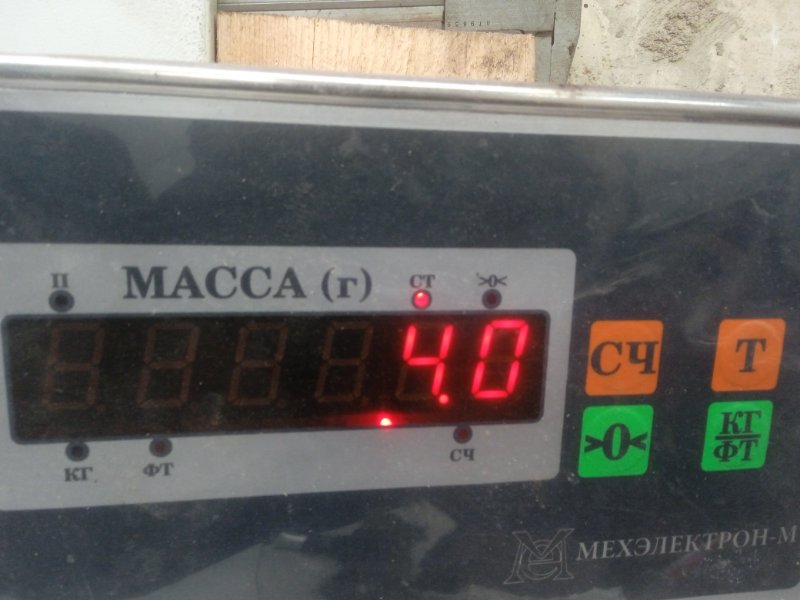 П МАССА (г) СТ >0<
4.0
КГ ФТ СЧ
СЧ Т
>0< КГ/ФТ
МЕХЭЛЕКТРОН-М